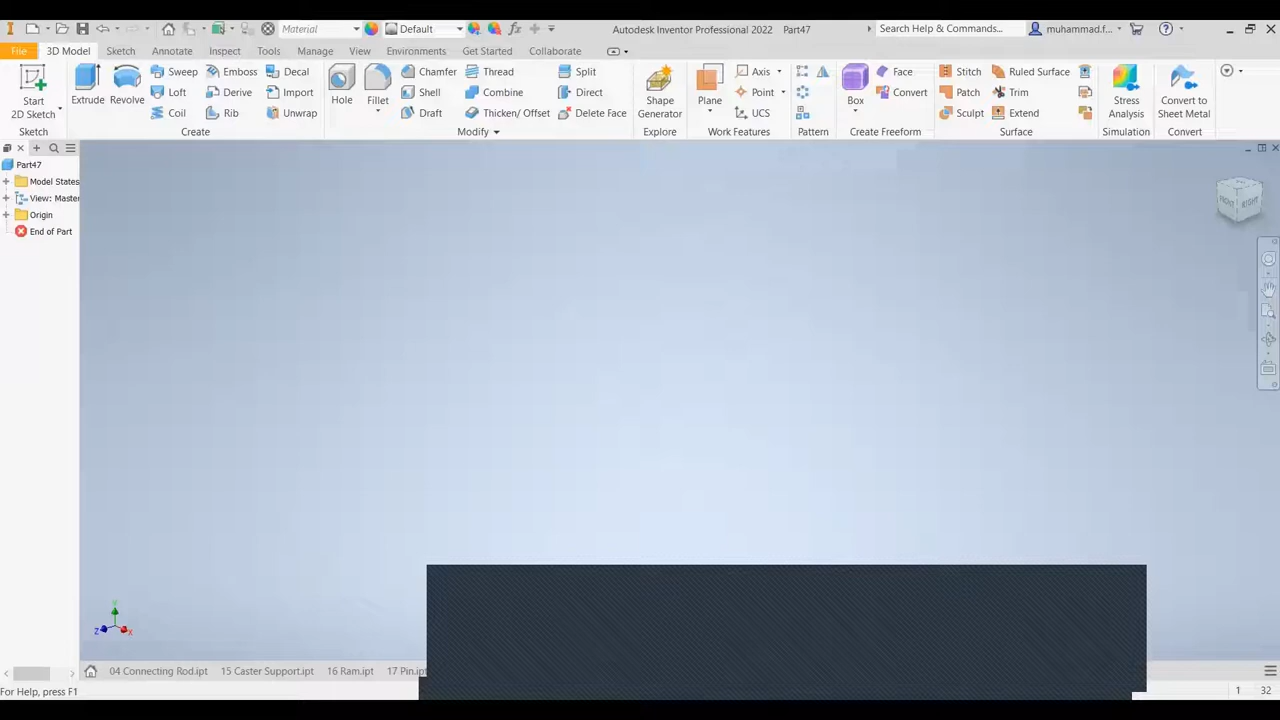 Material
Default
Autodesk Inventor Professional 2022 Part47
Search Help & Commands...
muhammad.f...
File 3D Model Sketch Annotate Inspect Tools Manage View Environments Get Started Collaborate
Start
2D Sketch
Extrude
Revolve
Sweep Emboss Decal
Loft Derive Import
Coil Rib Unwrap
Hole
Fillet
Chamfer Thread Split
Shell Combine Direct
Draft Thicken/ Offset Delete Face
Shape
Generator
Plane
Axis
Point
UCS
Box
Face
Convert
Stitch Ruled Surface
Patch Trim
Sculpt Extend
Stress
Analysis
Convert to
Sheet Metal
Sketch Create Modify Explore Work Features Pattern Create Freeform Surface Simulation Convert
Part47
Model States
View: Master
Origin
End of Part
FRONT RIGHT
Y
Z X
04 Connecting Rod.ipt 15 Caster Support.ipt 16 Ram.ipt 17 Pin.ipt
For Help, press F1
1 32